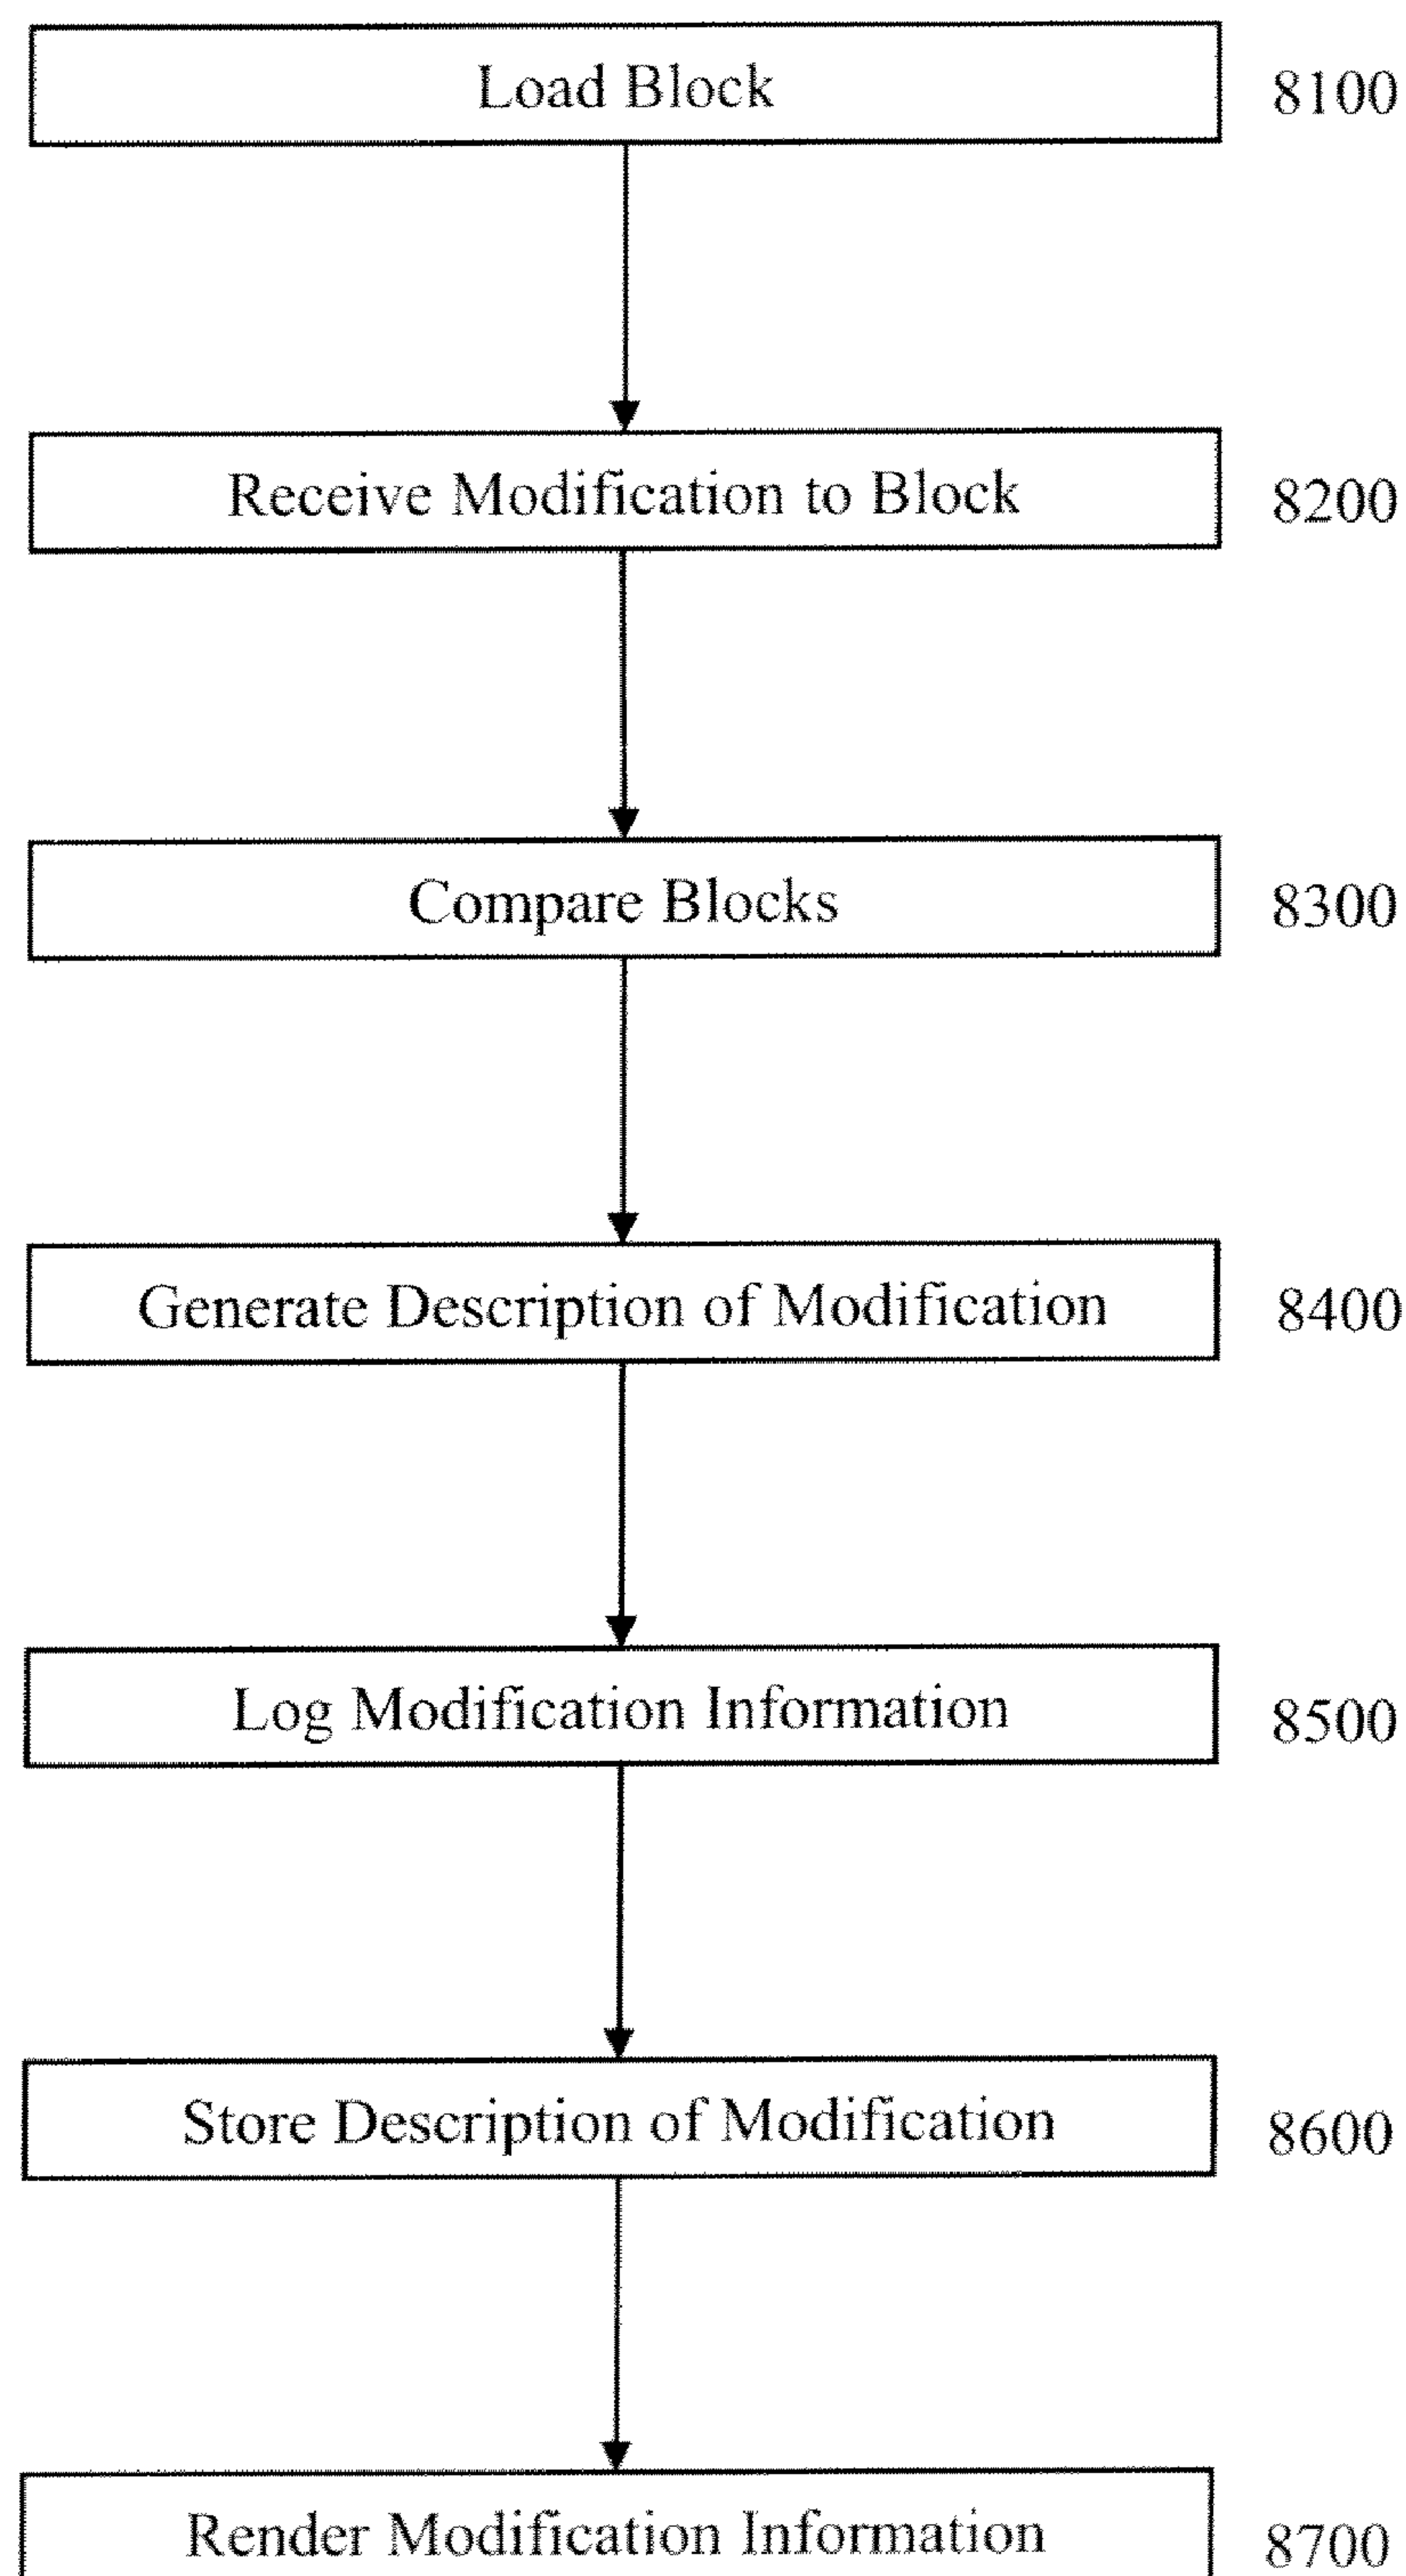 Load Block 8100
Receive Modification to Block 8200
Compare Blocks 8300
Generate Description of Modification 8400
Log Modification Information 8500
Store Description of Modification 8600
Render Modification Information 8700